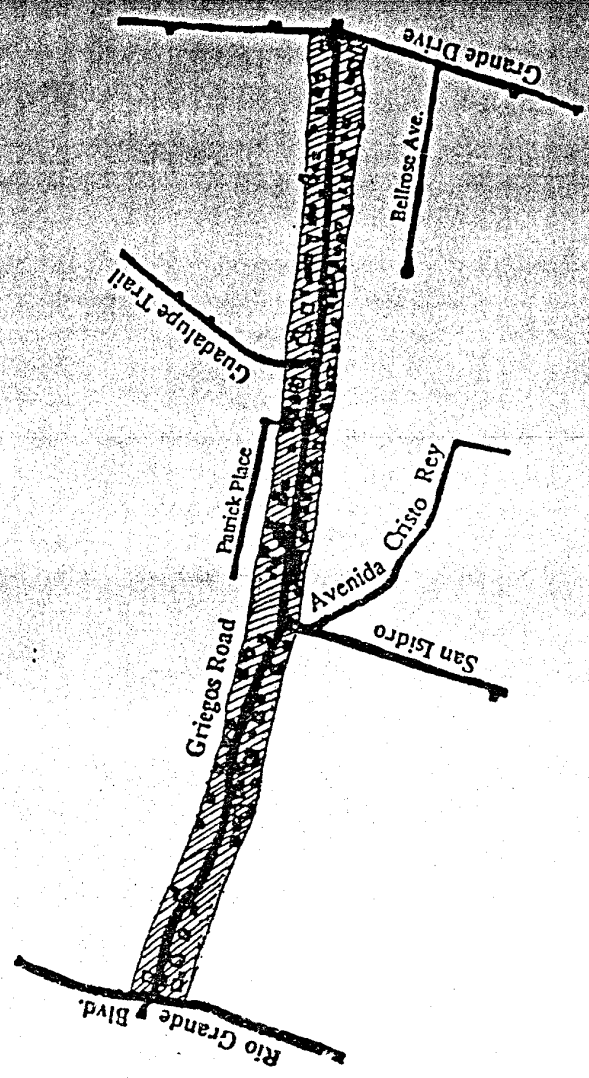 Grande Drive
Bellrose Ave.
Guadalupe Trail
Patrick Place
Avenida Cristo Rey
San Isidro
Griegos Road
Rio Grande Blvd.